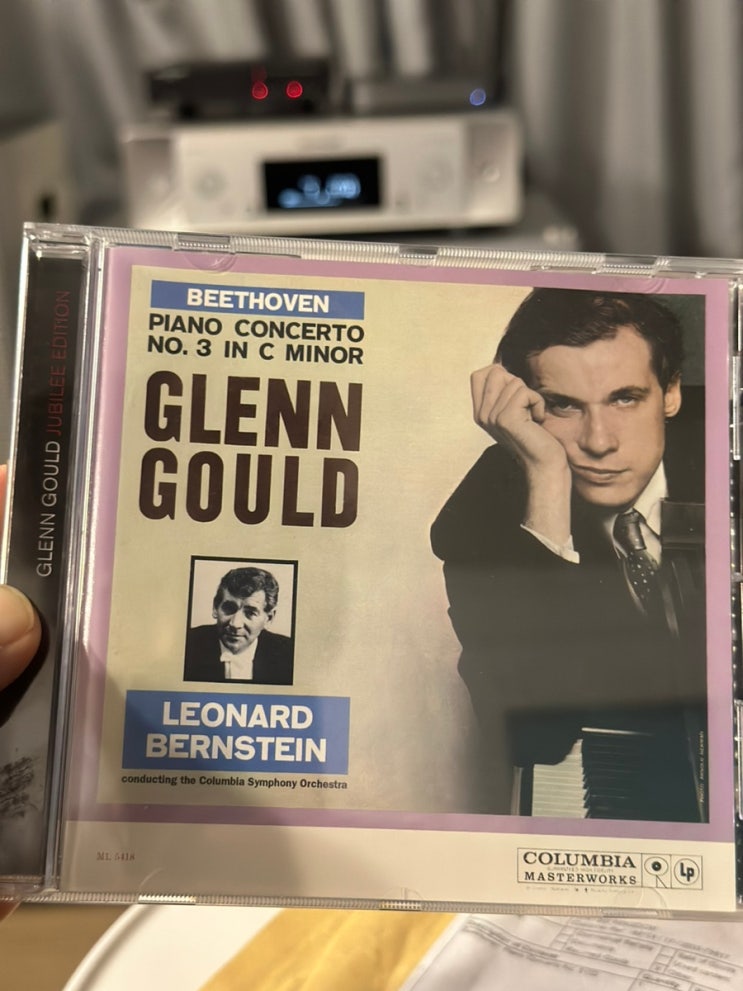 GLENN GOULD JUBILEE EDITION
BEETHOVEN
PIANO CONCERTO
NO. 3 IN C MINOR
GLENN
GOULD
LEONARD
BERNSTEIN
conducting the Columbia Symphony Orchestra
ML 5418
COLUMBIA
MASTERWORKS
Lp